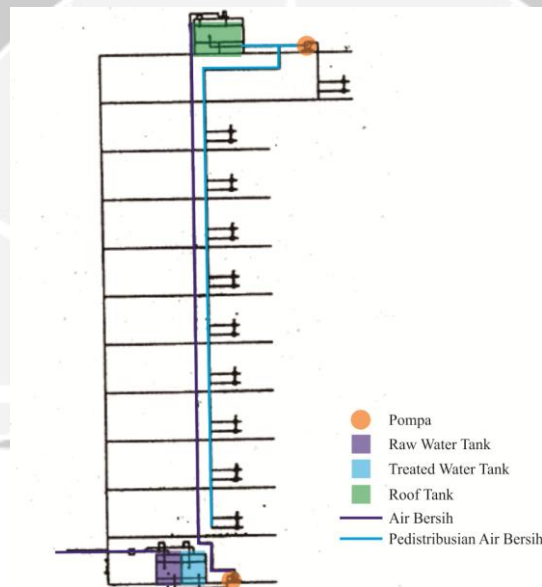 Pompa
Raw Water Tank
Treated Water Tank
Roof Tank
Air Bersih
Pedistribusian Air Bersih